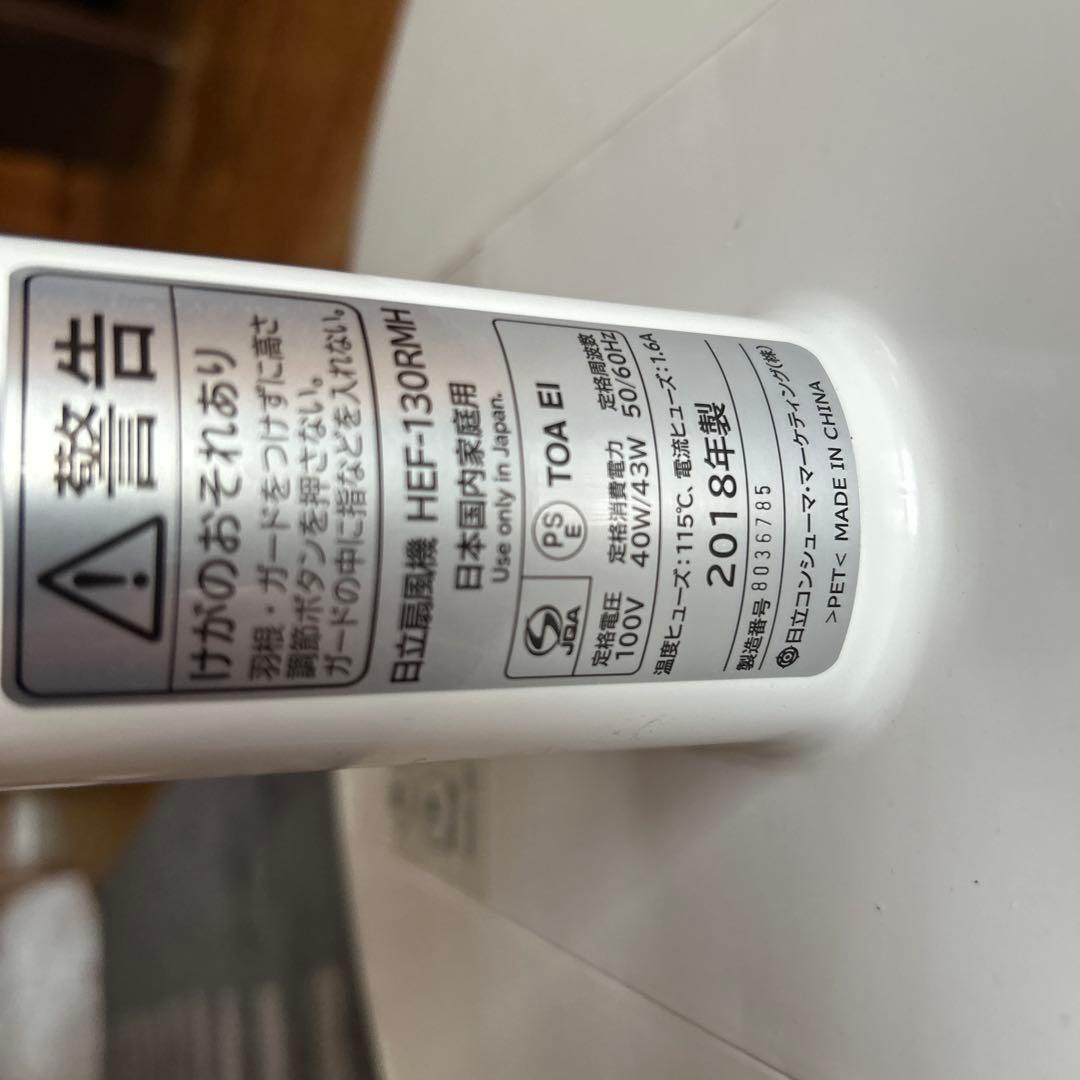 警告
けがのおそれあり
羽根・ガードをつけずに高さ
調節ボタンを押さない。
ガードの中に指などを入れない。
日立扇風機 HEF-130RMH
日本国内家庭用
Use only in Japan.
JQA PSE TOA EI
定格電圧 定格消費電力 定格周波数
100V 40W/43W 50/60Hz
温度ヒューズ:115℃、電流ヒューズ:1.6A
2018年製
製造番号 8036785
日立コンシューマ・マーケティング(株)
>PET< MADE IN CHINA